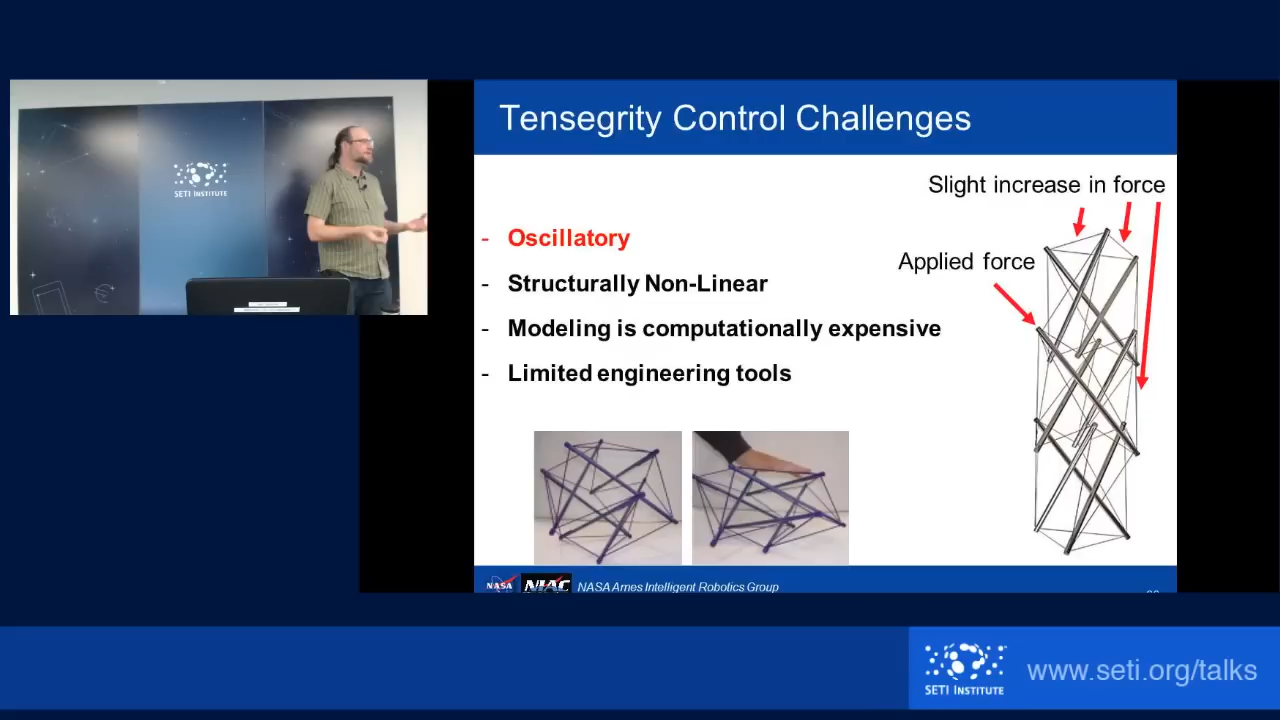 Tensegrity Control Challenges
SETI INSTITUTE
Slight increase in force
Applied force
- Oscillatory
- Structurally Non-Linear
- Modeling is computationally expensive
- Limited engineering tools
NASA NIAC NASA Ames Intelligent Robotics Group
SETI INSTITUTE
www.seti.org/talks